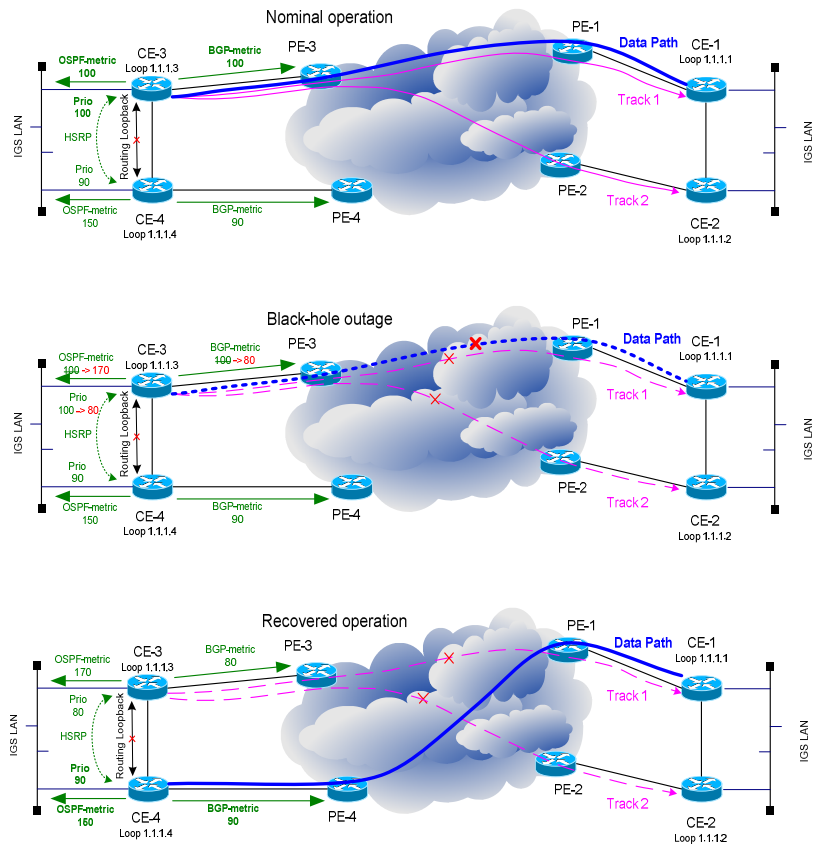 Nominal operation
CE-3
Loop 1.1.1.3
PE-3
PE-1
CE-1
Loop 1.1.1.1
OSPF-metric
100
BGP-metric
100
Data Path
Prio
100
HSRP
Prio
90
Routing Loopback
IGS LAN
Track 1
IGS LAN
OSPF-metric
150
CE-4
Loop 1.1.1.4
BGP-metric
90
PE-4
PE-2
Track 2
CE-2
Loop 1.1.1.2
Black-hole outage
CE-3
Loop 1.1.1.3
PE-3
PE-1
CE-1
Loop 1.1.1.1
OSPF-metric
100 -> 170
BGP-metric
100 ->80
Data Path
Prio
100 ->80
HSRP
Prio
90
Routing Loopback
IGS LAN
Track 1
IGS LAN
OSPF-metric
150
CE-4
Loop 1.1.1.4
BGP-metric
90
PE-4
PE-2
Track 2
CE-2
Loop 1.1.1.2
Recovered operation
CE-3
Loop 1.1.1.3
PE-3
PE-1
CE-1
Loop 1.1.1.1
OSPF-metric
170
BGP-metric
80
Data Path
Prio
80
HSRP
Prio
90
Routing Loopback
IGS LAN
Track 1
IGS LAN
OSPF-metric
150
CE-4
Loop 1.1.1.4
BGP-metric
90
PE-4
PE-2
Track 2
CE-2
Loop 1.1.1.2